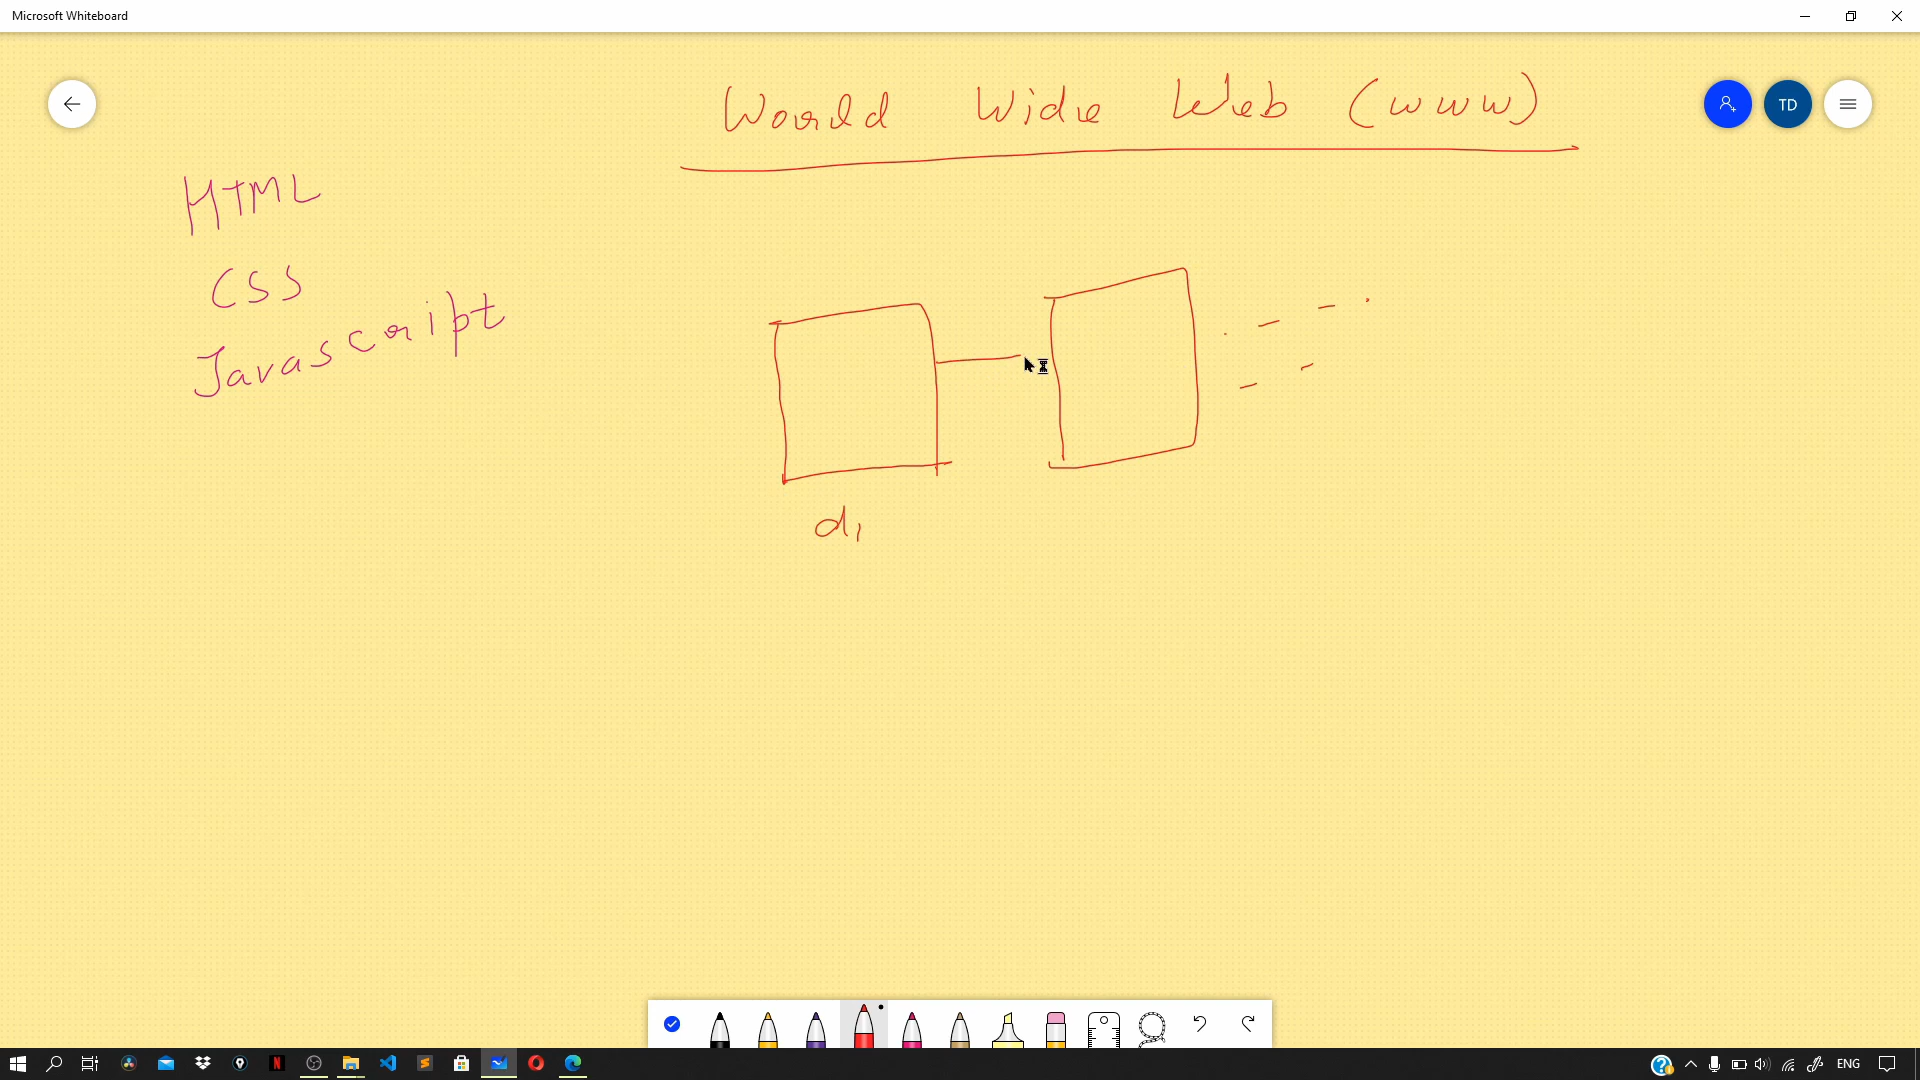 Microsoft Whiteboard
World Wide Web (www)
TD
HTML
CSS
Javascript
d1
ENG